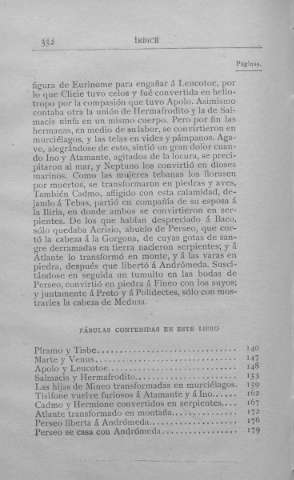 332 ÍNDICE
Páginas.
figura de Eurinome para engañar á Leucotoe, por
lo que Clicie tuvo celos y fué convertida en helio-
tropo por la compasión que tuvo Apolo. Asimismo
contaba otra la unión de Hermafrodito y la de Sal-
macis ninfa en un mismo cuerpo. Pero por fin las
hermanas, en medio de su labor, se convirtieron en
murciélagos, y las telas en vides y pámpanos. Aga-
ve, alegrándose de esto, sintió un gran dolor cuan-
do Ino y Atamante, agitados de la locura, se preci-
pitaron al mar, y Neptuno los convirtió en dioses
marinos. Como las mujeres tebanas los llorasen
por muertos, se transformaron en piedras y aves.
También Cadmo, afligido con esta calamidad, de-
jando á Tebas, partió en compañía de su esposa á
la Iliria, en donde ambos se convirtieron en ser-
pientes. De los que habían despreciado á Baco,
sólo quedaba Acrisio, abuelo de Perseo, que cor-
tó la cabeza á la Gorgona, de cuyas gotas de san-
gre derramadas en tierra nacieron serpientes; y á
Atlante lo transformó en monte, y á las varas en
piedra, después que libertó á Andrómeda. Susci-
tándose en seguida un tumulto en las bodas de
Perseo, convirtió en piedra á Fineo con los suyos;
y juntamente á Preto y á Polidectes, sólo con mos-
trarles la cabeza de Medusa.
FÁBULAS CONTENIDAS EN ESTE LIBRO
Píramo y Tisbe 140
Marte y Venus 147
Apolo y Leucotoe 148
Salmacis y Hermafrodito 153
Las hijas de Mineo transformadas en murciélagos. 159
Tisifone vuelve furiosos á Atamante y á Ino 162
Cadmo y Hermione convertidos en serpientes 167
Atlante transformado en montaña 172
Perseo liberta á Andrómeda 176
Perseo se casa con Andrómeda 179